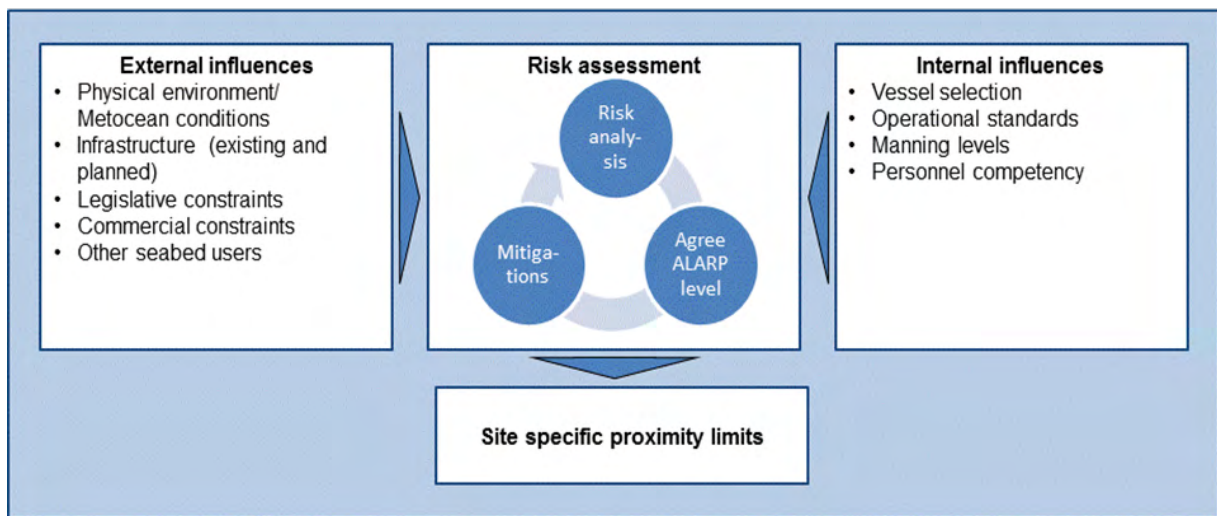 External influences
• Physical environment/
Metocean conditions
• Infrastructure (existing and
planned)
• Legislative constraints
• Commercial constraints
• Other seabed users
Risk assessment
Risk
analy-
sis
Agree
ALARP
level
Mitiga-
tions
Internal influences
• Vessel selection
• Operational standards
• Manning levels
• Personnel competency
Site specific proximity limits